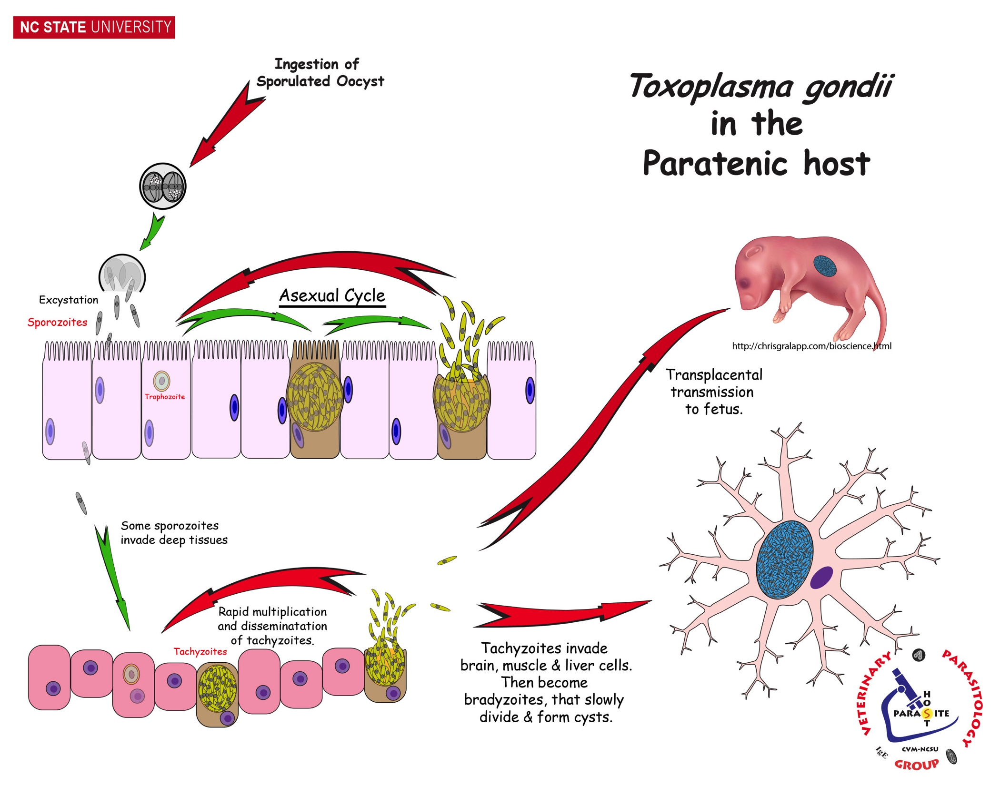 NC STATE UNIVERSITY
Ingestion of
Sporulated Oocyst
Toxoplasma gondii
in the
Paratenic host
Excystation
Sporozoites
Asexual Cycle
Trophozoite
http://chrisgralapp.com/bioscience.html
Transplacental
transmission
to fetus.
Some sporozoites
invade deep tissues
Rapid multiplication
and disseminatation
of tachyzoites.
Tachyzoites
Tachyzoites invade
brain, muscle & liver cells.
Then become
bradyzoites, that slowly
divide & form cysts.
VETERINARY PARASITOLOGY
HOST
PARASITE
IgE
CVM-NCSU
GROUP